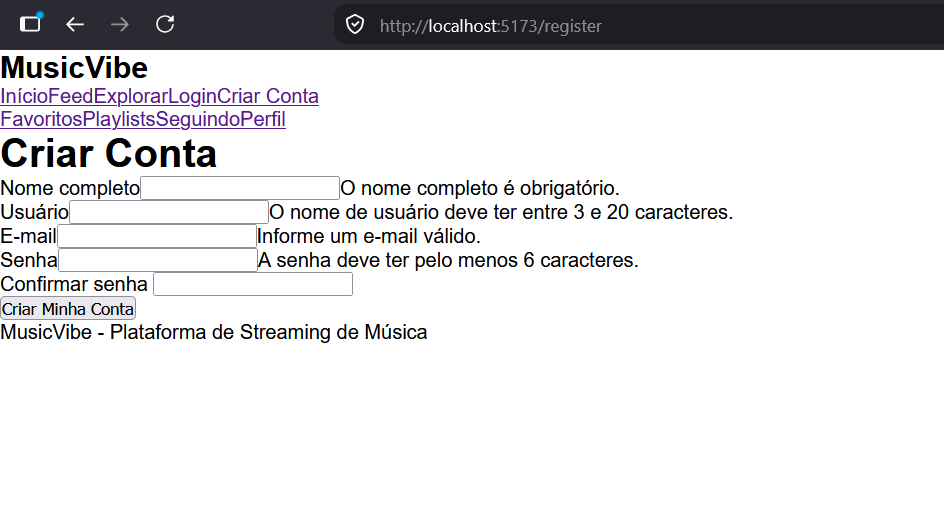 http://localhost:5173/register
MusicVibe
InícioFeedExplorarLoginCriar Conta
FavoritosPlaylistsSeguindoPerfil
Criar Conta
Nome completo O nome completo é obrigatório.
Usuário O nome de usuário deve ter entre 3 e 20 caracteres.
E-mail Informe um e-mail válido.
Senha A senha deve ter pelo menos 6 caracteres.
Confirmar senha
Criar Minha Conta
MusicVibe - Plataforma de Streaming de Música